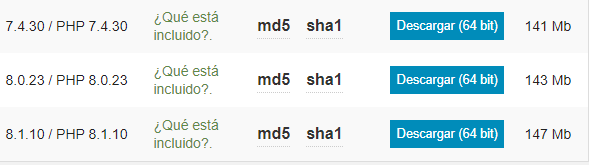 7.4.30 / PHP 7.4.30 ¿Qué está incluido?. md5 sha1 Descargar (64 bit) 141 Mb
8.0.23 / PHP 8.0.23 ¿Qué está incluido?. md5 sha1 Descargar (64 bit) 143 Mb
8.1.10 / PHP 8.1.10 ¿Qué está incluido?. md5 sha1 Descargar (64 bit) 147 Mb